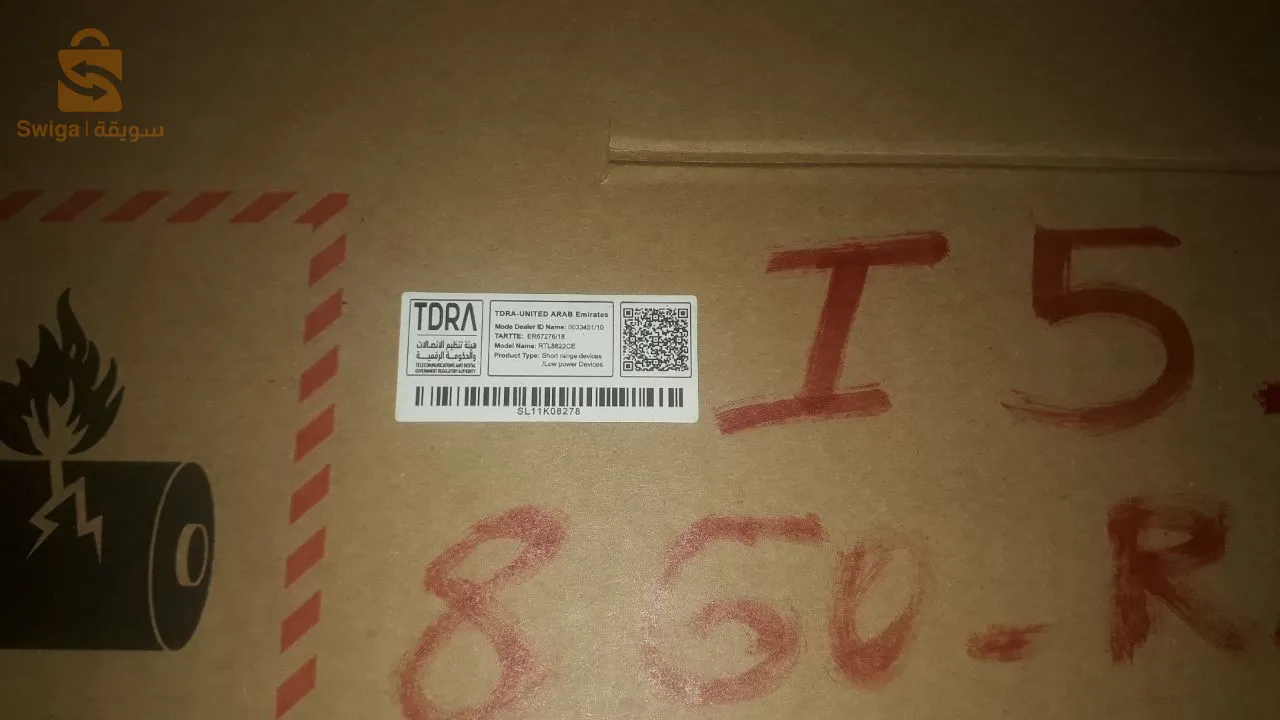 Swiga | سويقة
I 5.
TDRA
هيئة تنظيم الاتصالات
والحكومة الرقمية
TELECOMMUNICATIONS AND DIGITAL
GOVERNMENT REGULATORY AUTHORITY
TDRA-UNITED ARAB Emirates
Mode Dealer ID Name: 0033451/10
TARTTE: ER67276/18
Model Name: RTL8822CE
Product Type: Short range devices
/Low power Devices
SL11K08278
860-R